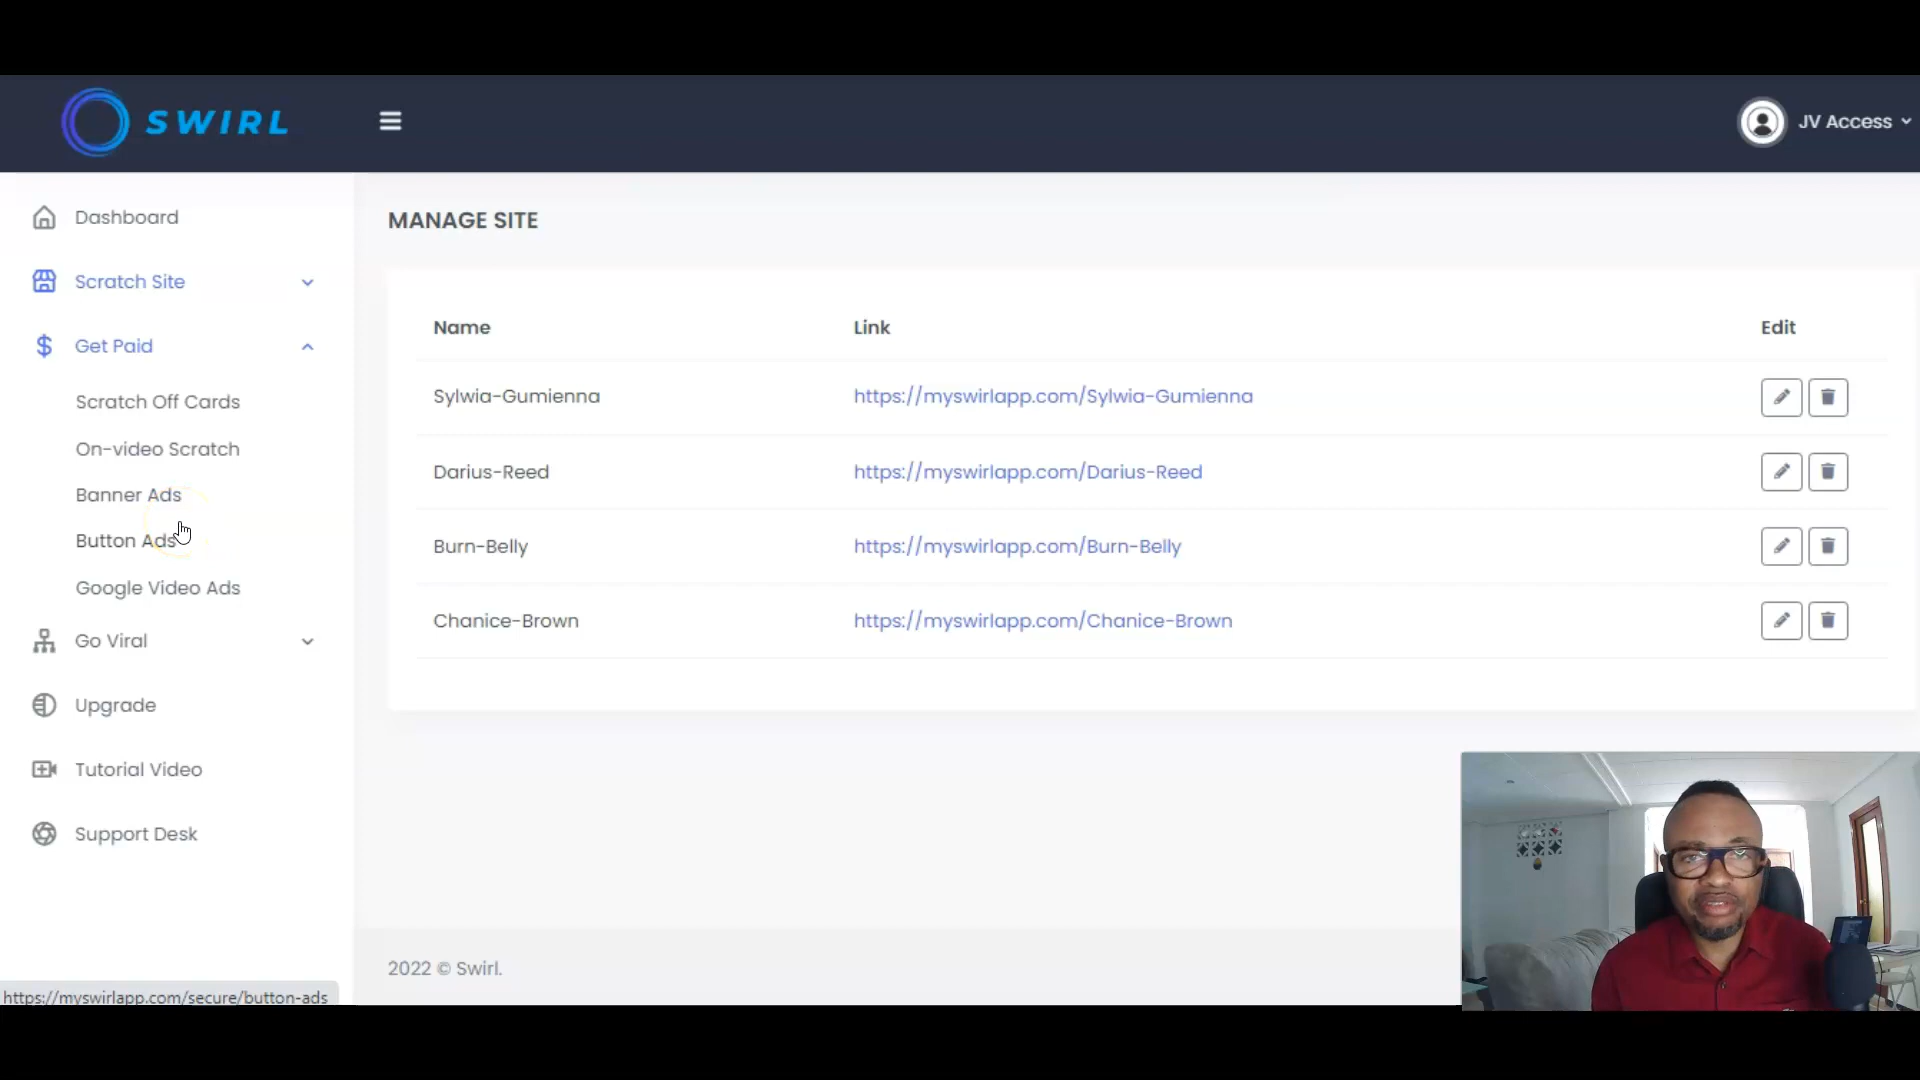 SWIRL
JV Access
Dashboard
Scratch Site
Get Paid
Scratch Off Cards
On-video Scratch
Banner Ads
Button Ads
Google Video Ads
Go Viral
Upgrade
Tutorial Video
Support Desk
MANAGE SITE
Name Link Edit
Sylwia-Gumienna https://myswirlapp.com/Sylwia-Gumienna
Darius-Reed https://myswirlapp.com/Darius-Reed
Burn-Belly https://myswirlapp.com/Burn-Belly
Chanice-Brown https://myswirlapp.com/Chanice-Brown
2022 © Swirl.
https://myswirlapp.com/secure/button-ads